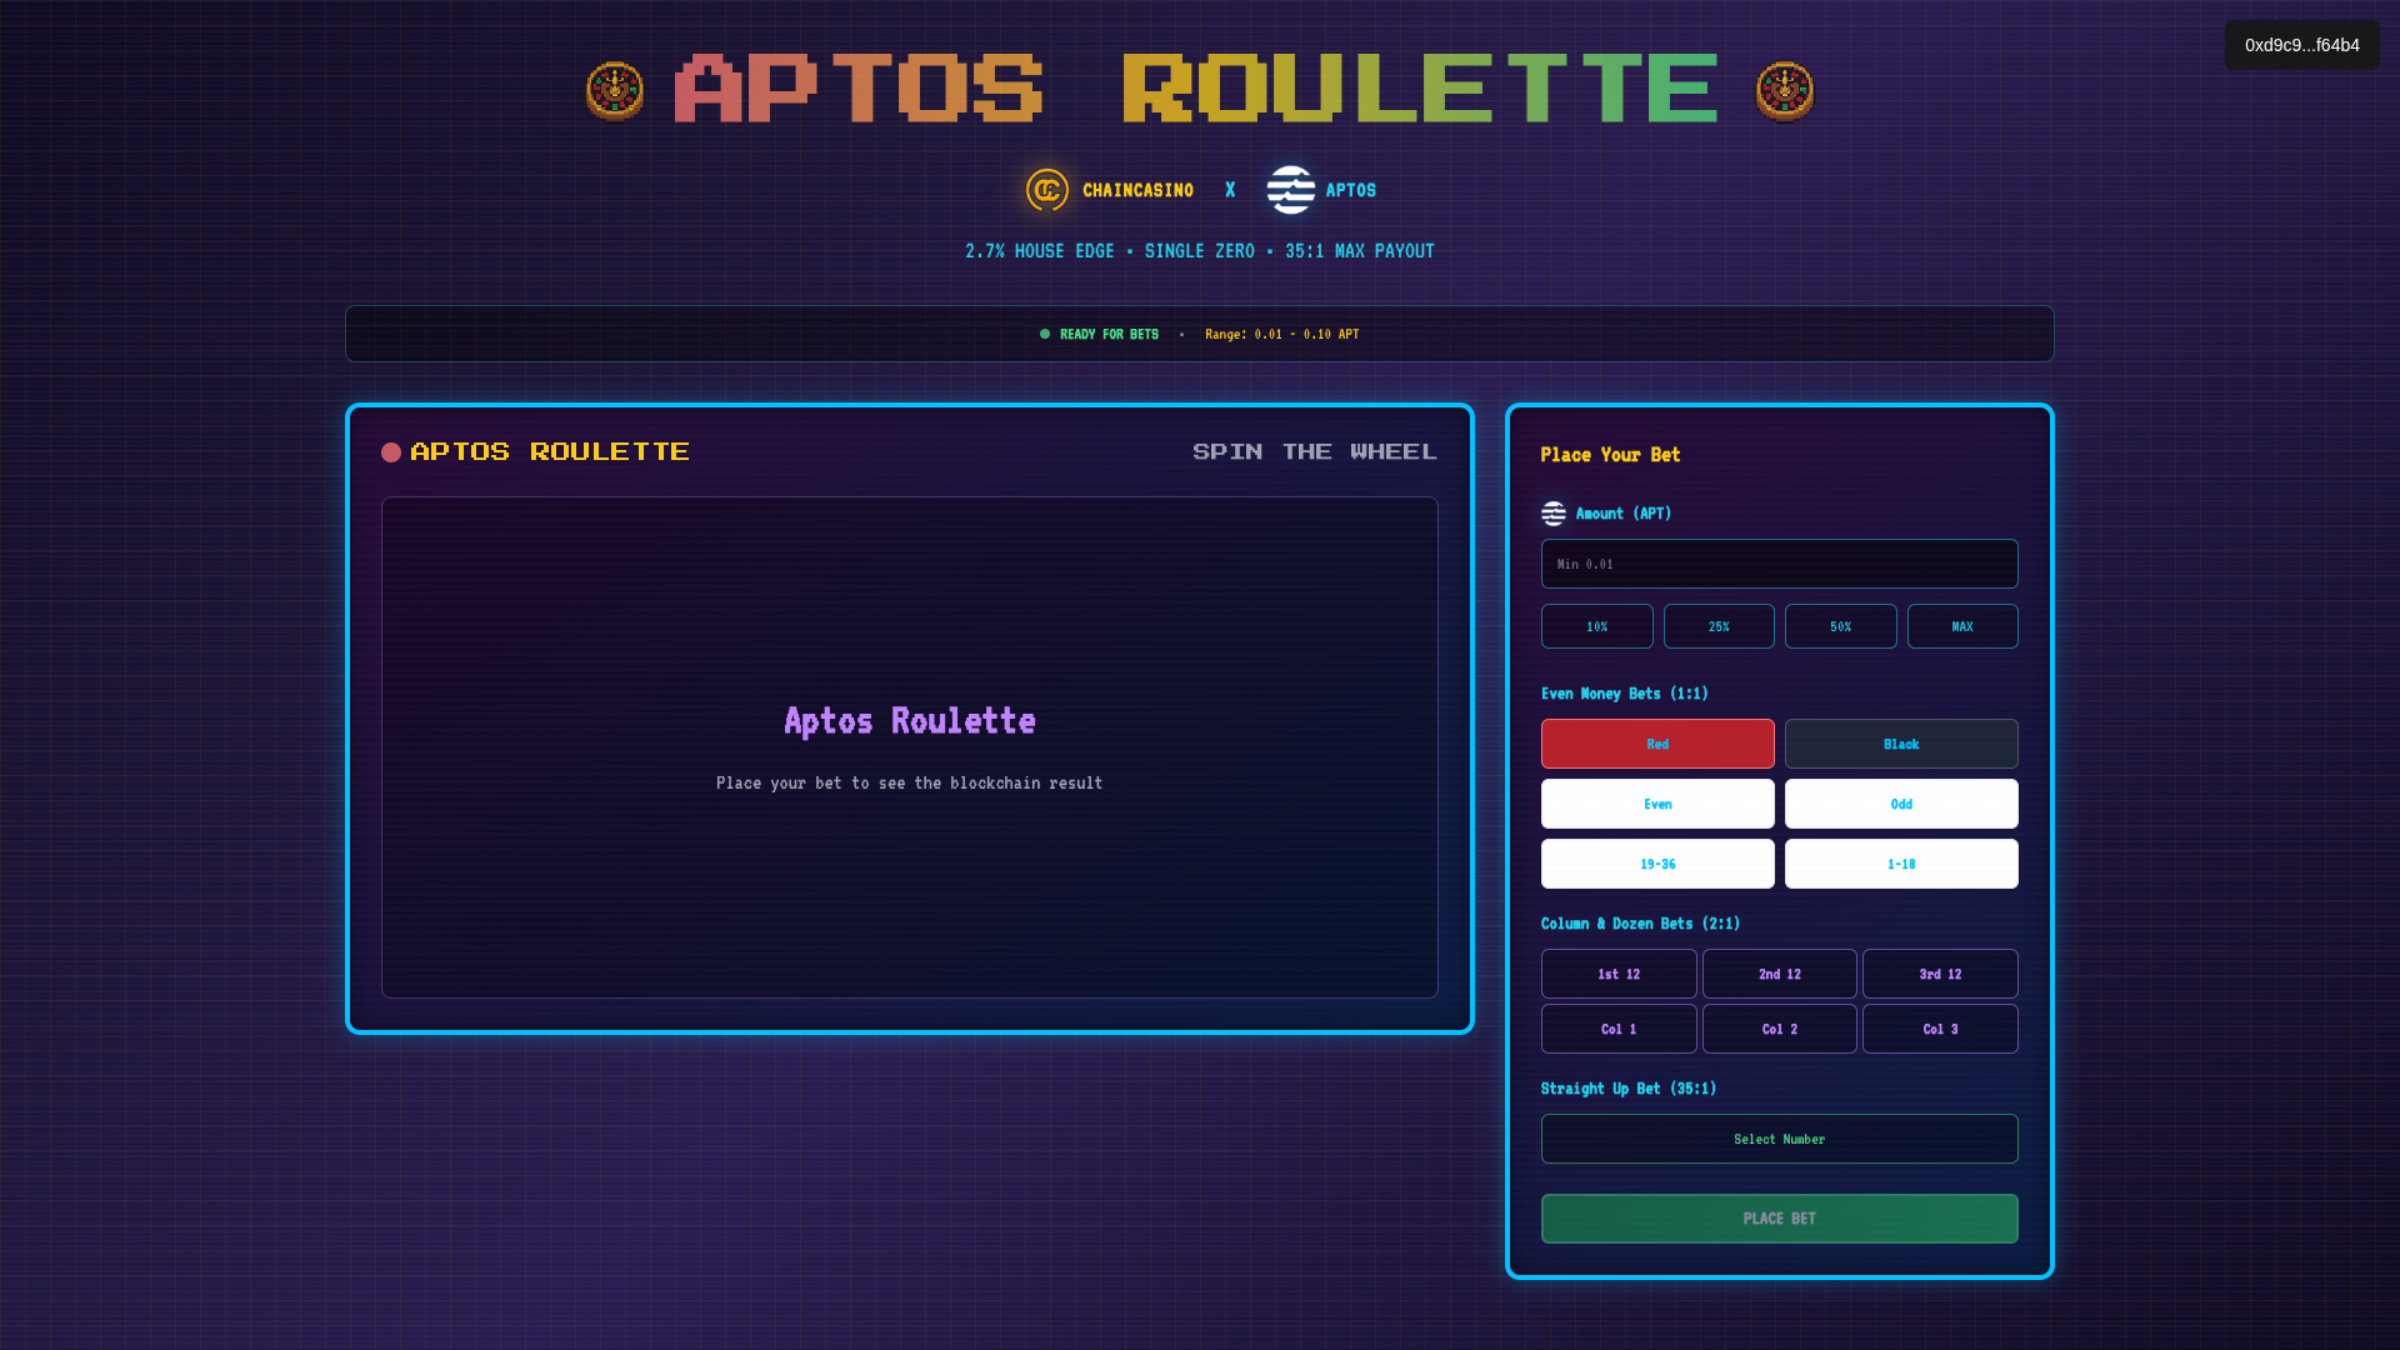 0xd9c9...f64b4
APTOS ROULETTE
CHAINCASINO X APTOS
2.7% HOUSE EDGE • SINGLE ZERO • 35:1 MAX PAYOUT
READY FOR BETS • Range: 0.01 - 0.10 APT
APTOS ROULETTE
SPIN THE WHEEL
Aptos Roulette
Place your bet to see the blockchain result
Place Your Bet
Amount (APT)
Min 0.01
10% 25% 50% MAX
Even Money Bets (1:1)
Red Black
Even Odd
19-36 1-18
Column & Dozen Bets (2:1)
1st 12 2nd 12 3rd 12
Col 1 Col 2 Col 3
Straight Up Bet (35:1)
Select Number
PLACE BET